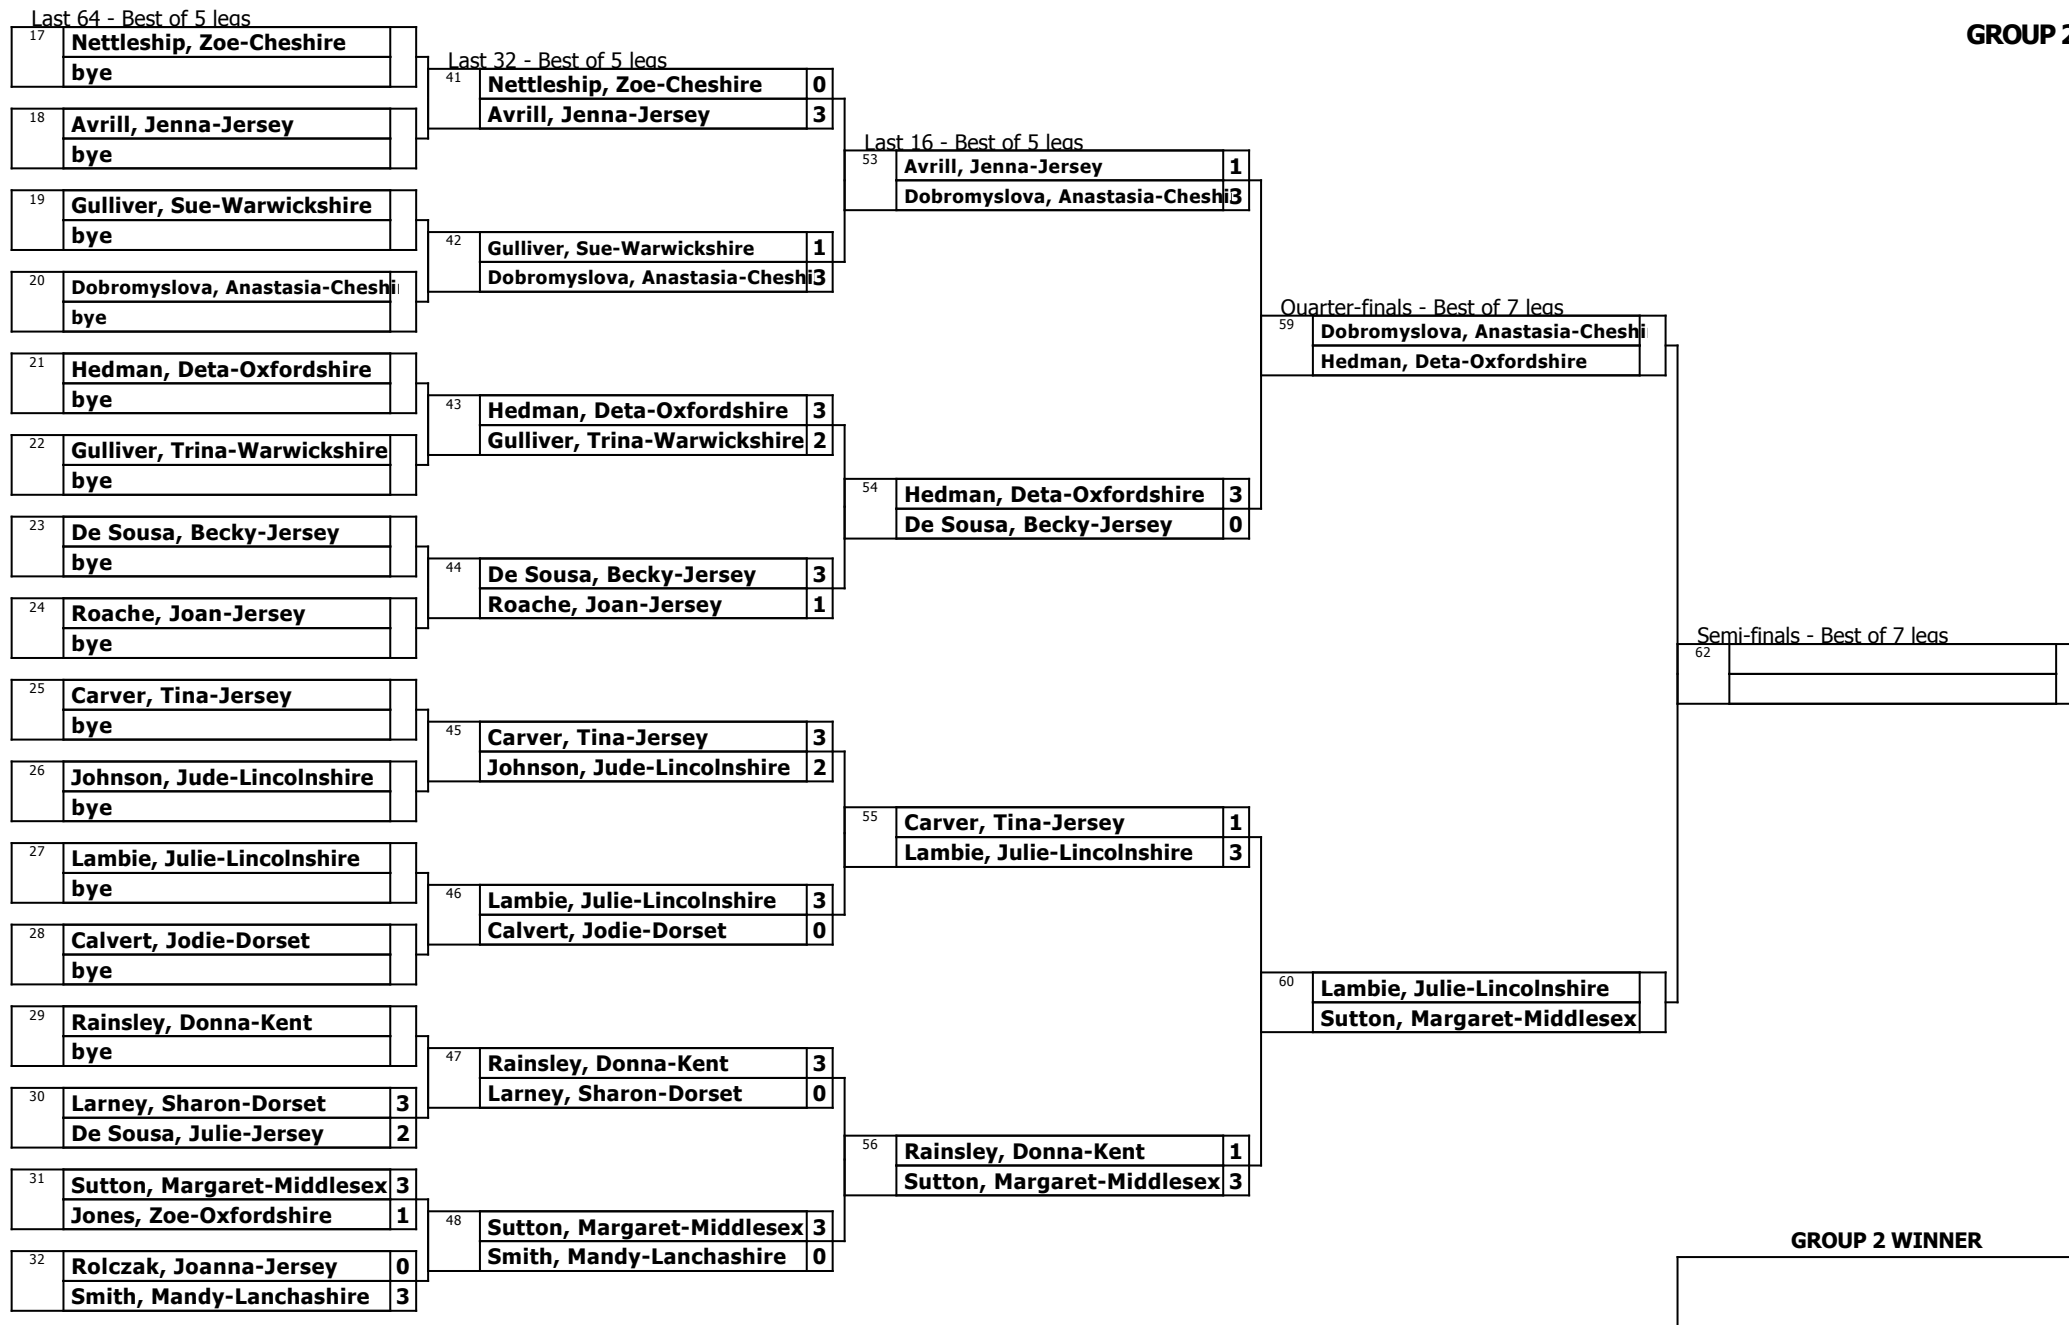 Last 64 - Best of 5 legs
GROUP 2
17
Nettleship, Zoe-Cheshire
bye
18
Avrill, Jenna-Jersey
bye
19
Gulliver, Sue-Warwickshire
bye
20
Dobromyslova, Anastasia-Cheshi
bye
21
Hedman, Deta-Oxfordshire
bye
22
Gulliver, Trina-Warwickshire
bye
23
De Sousa, Becky-Jersey
bye
24
Roache, Joan-Jersey
bye
25
Carver, Tina-Jersey
bye
26
Johnson, Jude-Lincolnshire
bye
27
Lambie, Julie-Lincolnshire
bye
28
Calvert, Jodie-Dorset
bye
29
Rainsley, Donna-Kent
bye
30
Larney, Sharon-Dorset 3
De Sousa, Julie-Jersey 2
31
Sutton, Margaret-Middlesex 3
Jones, Zoe-Oxfordshire 1
32
Rolczak, Joanna-Jersey 0
Smith, Mandy-Lanchashire 3
Last 32 - Best of 5 legs
41
Nettleship, Zoe-Cheshire 0
Avrill, Jenna-Jersey 3
42
Gulliver, Sue-Warwickshire 1
Dobromyslova, Anastasia-Cheshi 3
43
Hedman, Deta-Oxfordshire 3
Gulliver, Trina-Warwickshire 2
44
De Sousa, Becky-Jersey 3
Roache, Joan-Jersey 1
45
Carver, Tina-Jersey 3
Johnson, Jude-Lincolnshire 2
46
Lambie, Julie-Lincolnshire 3
Calvert, Jodie-Dorset 0
47
Rainsley, Donna-Kent 3
Larney, Sharon-Dorset 0
48
Sutton, Margaret-Middlesex 3
Smith, Mandy-Lanchashire 0
Last 16 - Best of 5 legs
53
Avrill, Jenna-Jersey 1
Dobromyslova, Anastasia-Cheshi 3
54
Hedman, Deta-Oxfordshire 3
De Sousa, Becky-Jersey 0
55
Carver, Tina-Jersey 1
Lambie, Julie-Lincolnshire 3
56
Rainsley, Donna-Kent 1
Sutton, Margaret-Middlesex 3
Quarter-finals - Best of 7 legs
59
Dobromyslova, Anastasia-Cheshi
Hedman, Deta-Oxfordshire
60
Lambie, Julie-Lincolnshire
Sutton, Margaret-Middlesex
Semi-finals - Best of 7 legs
62
GROUP 2 WINNER